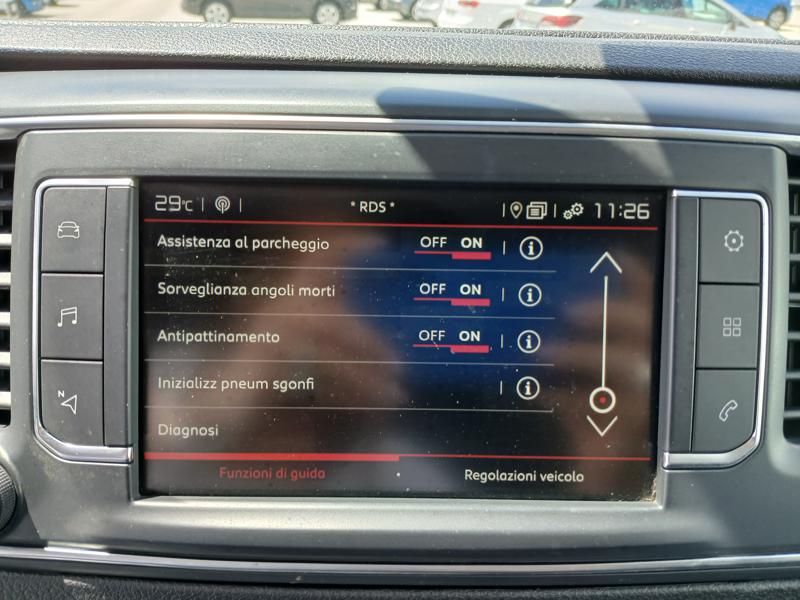 29°C * RDS * 11:26
Assistenza al parcheggio OFF ON i
Sorveglianza angoli morti OFF ON i
Antipattinamento OFF ON i
Inizializz pneum sgonfi i
Diagnosi
Funzioni di guida Regolazioni veicolo
N